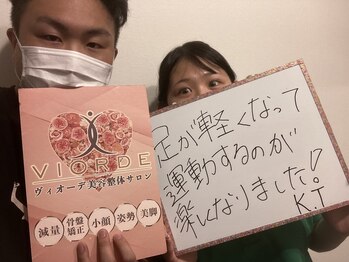 VIORDE
ヴィオーデ美容整体サロン
減量
骨盤
矯正
小顔
姿勢
美脚
足が軽くなって
運動するのが
楽になりました!
K.T